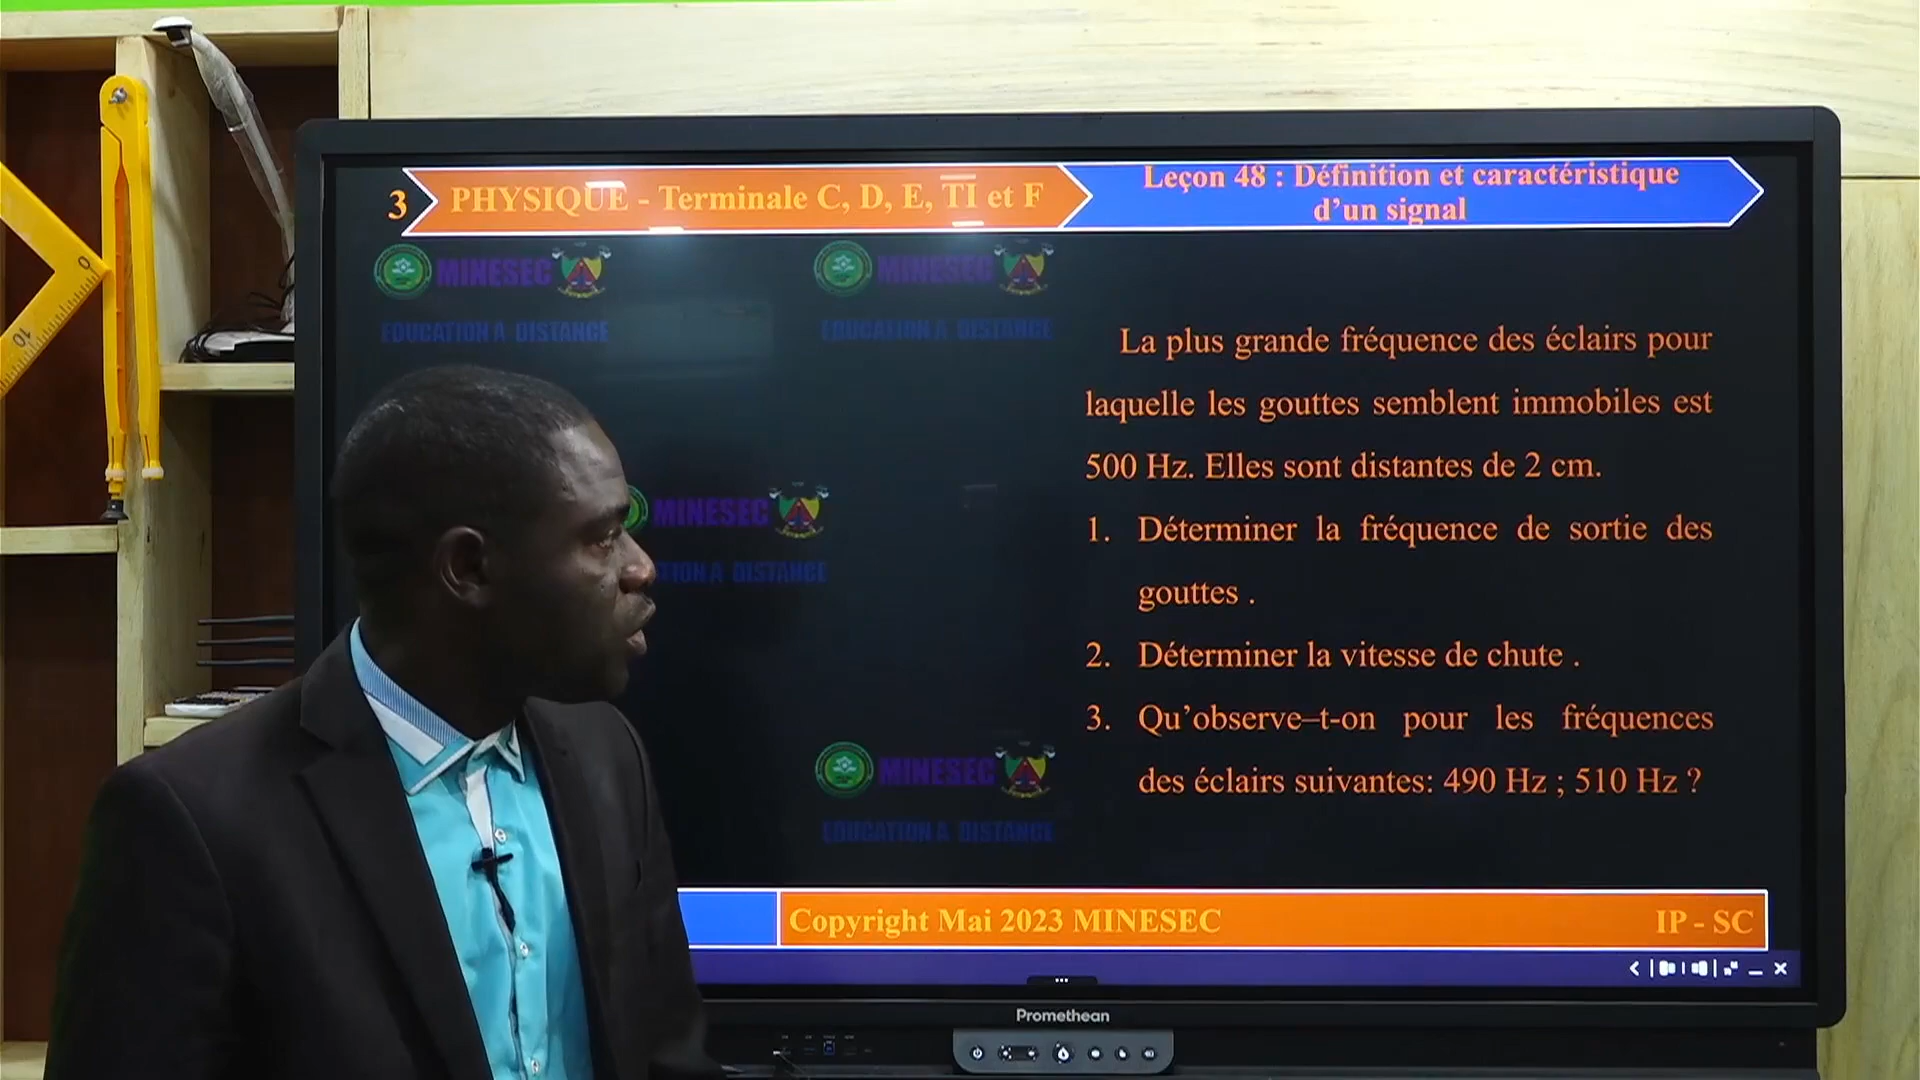 3
PHYSIQUE - Terminale C, D, E, TI et F
Leçon 48 : Définition et caractéristique
d’un signal
MINESEC
EDUCATION A DISTANCE
MINESEC
EDUCATION A DISTANCE
La plus grande fréquence des éclairs pour
laquelle les gouttes semblent immobiles est
500 Hz. Elles sont distantes de 2 cm.
MINESEC
A DISTANCE
1. Déterminer la fréquence de sortie des
gouttes .
2. Déterminer la vitesse de chute .
3. Qu’observe–t-on pour les fréquences
des éclairs suivantes: 490 Hz ; 510 Hz ?
MINESEC
EDUCATION A DISTANCE
Copyright Mai 2023 MINESEC
IP - SC
Promethean
0
10